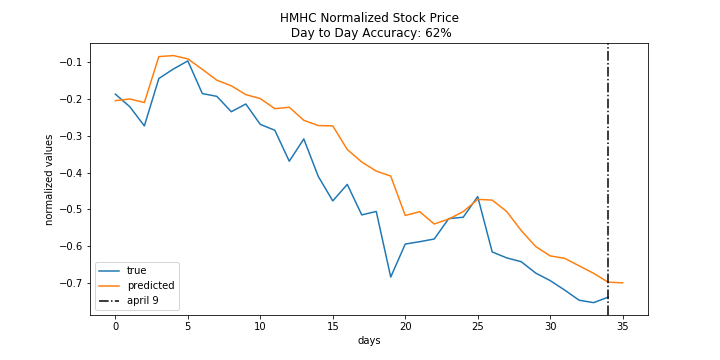 HMHC Normalized Stock Price
Day to Day Accuracy: 62%
normalized values
−0.1
−0.2
−0.3
−0.4
−0.5
−0.6
−0.7
true
predicted
april 9
0
5
10
15
20
25
30
35
days